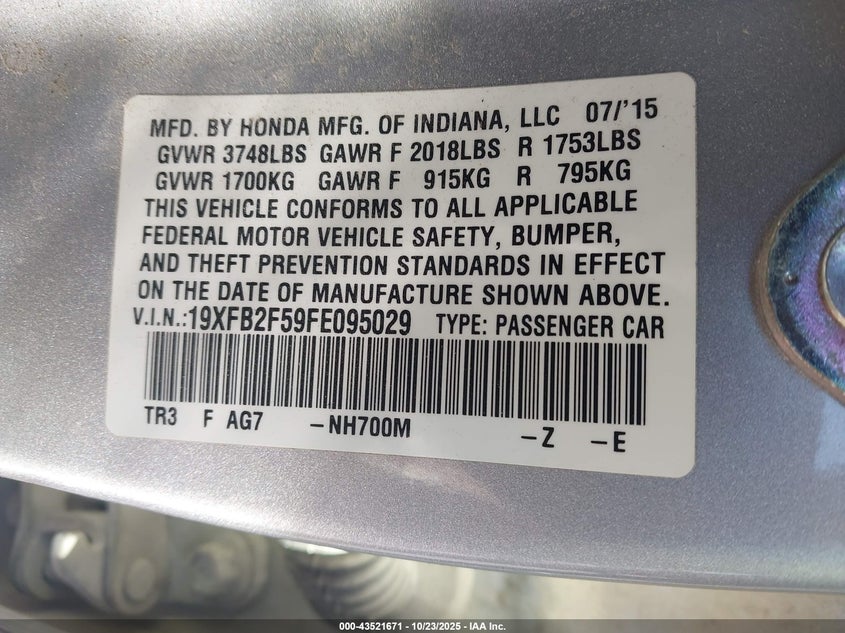 MFD. BY HONDA MFG. OF INDIANA, LLC 07/'15
GVWR 3748LBS GAWR F 2018LBS R 1753LBS
GVWR 1700KG GAWR F 915KG R 795KG
THIS VEHICLE CONFORMS TO ALL APPLICABLE
FEDERAL MOTOR VEHICLE SAFETY, BUMPER,
AND THEFT PREVENTION STANDARDS IN EFFECT
ON THE DATE OF MANUFACTURE SHOWN ABOVE.
V.I.N.:19XFB2F59FE095029 TYPE: PASSENGER CAR
TR3 F AG7 -NH700M -Z -E
000-43521671 - 10/23/2025 - IAA Inc.